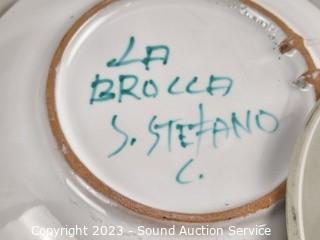 LA
BROCCA
S. STEFANO
C.
Copyright 2023 - Sound Auction Service